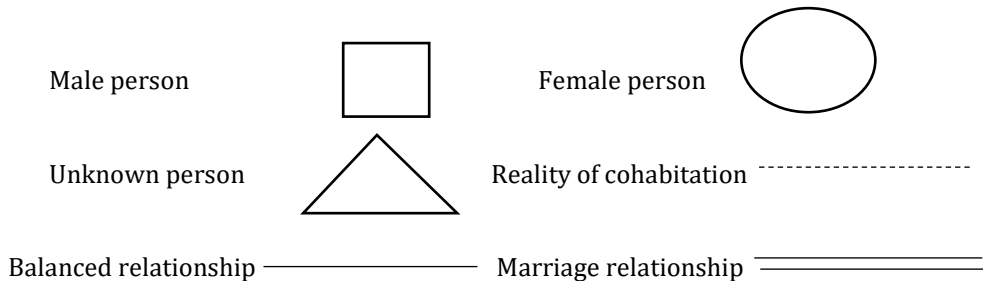 Male person Female person
Unknown person Reality of cohabitation
Balanced relationship Marriage relationship